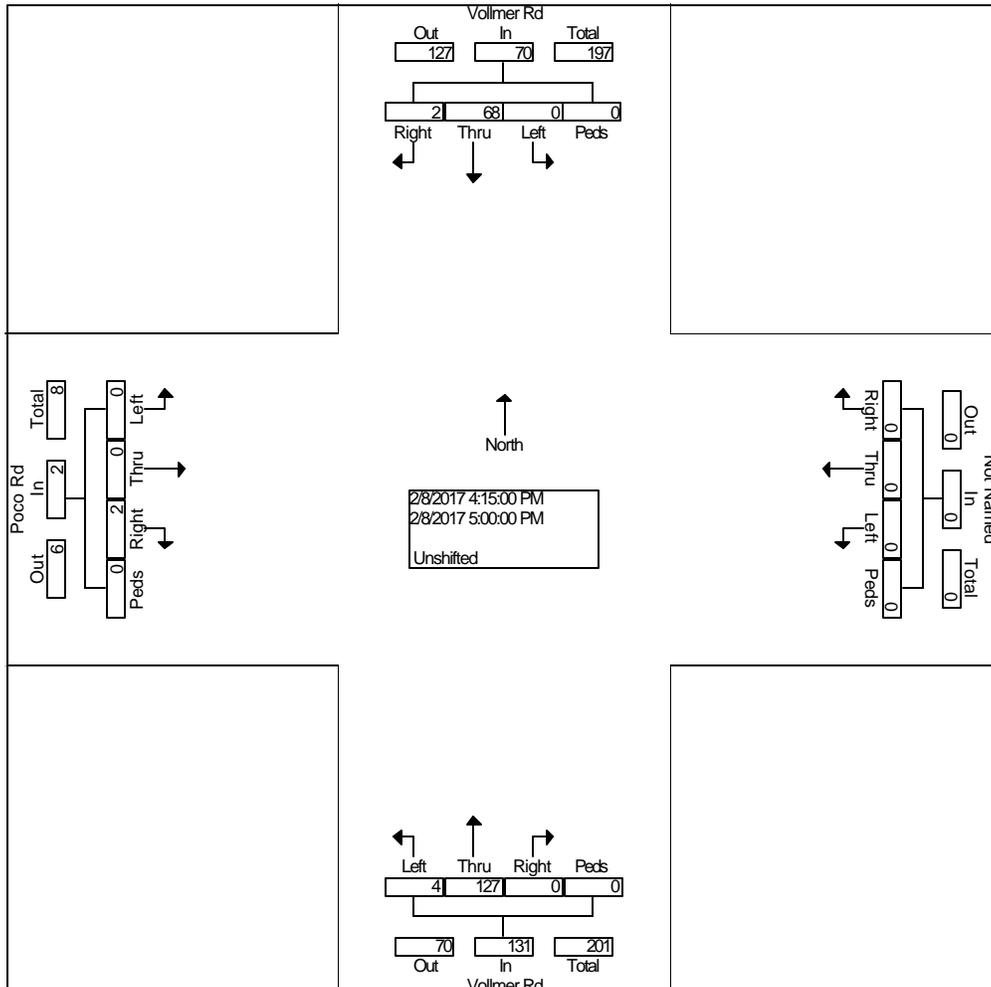 Vollmer Rd
Out In Total
127 70 197
2 68 0 0
Right Thru Left Peds
Poco Rd
Total In Out
8 2 6
0 0 2 0
Left Thru Right Peds
North
2/8/2017 4:15:00 PM
2/8/2017 5:00:00 PM
Unshifted
Right Thru Left Peds
0 0 0 0
Out In Total
0 0 0
Not Named
Left Thru Right Peds
4 127 0 0
70 131 201
Out In Total
Vollmer Rd